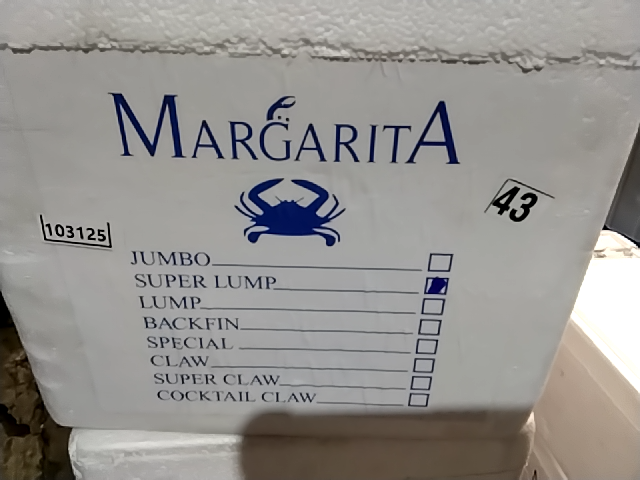 MARGARITA
43
103125
JUMBO
SUPER LUMP
LUMP
BACKFIN
SPECIAL
CLAW
SUPER CLAW
COCKTAIL CLAW